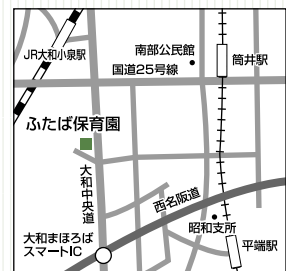 南部公民館
JR大和小泉駅
筒井駅
国道25号線
ふたば保育園
大和中央道
西名阪道
昭和支所
大和まほろば
スマートIC
平端駅